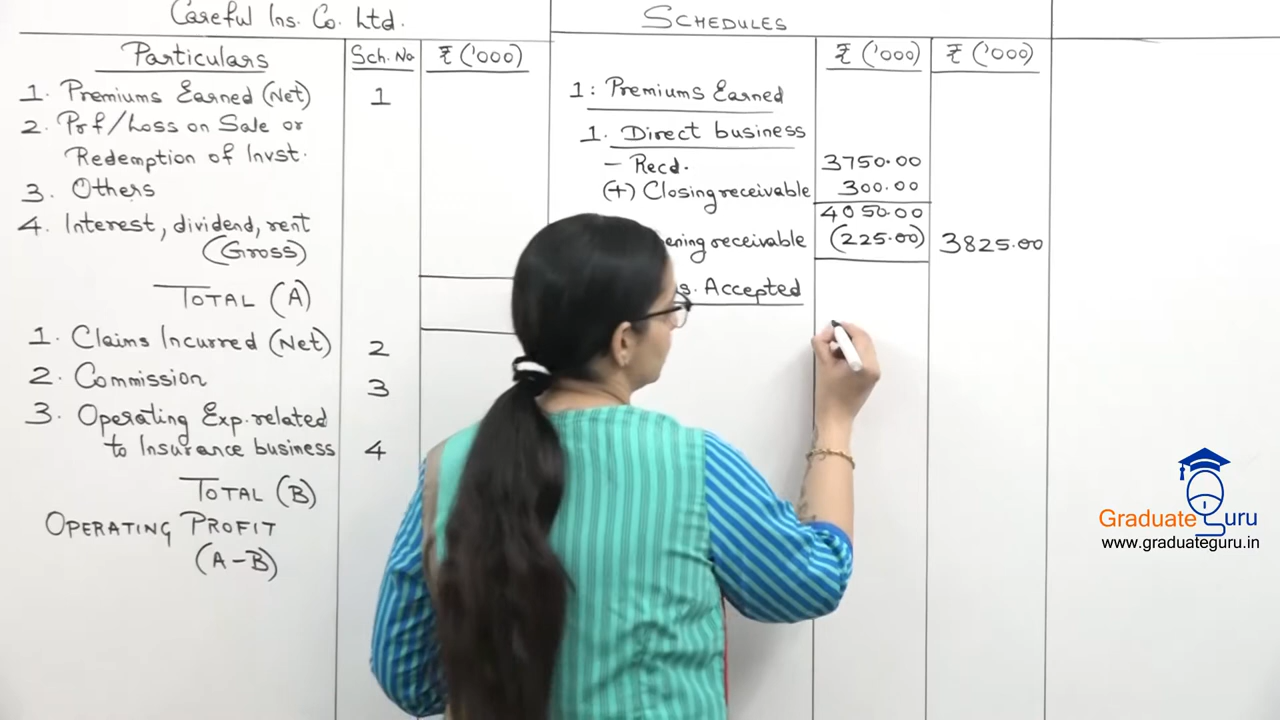 Careful Ins. Co. Ltd.
Particulars
Sch. No
₹ ('000)
1. Premiums Earned (Net)
1
2. Prf/Loss on Sale or
Redemption of Invst.
3. Others
4. Interest, dividend, rent
(Gross)
TOTAL (A)
1. Claims Incurred (Net)
2
2. Commission
3
3. Operating Exp. related
to Insurance business
4
TOTAL (B)
OPERATING PROFIT
(A-B)
SCHEDULES
₹ ('000)
₹ ('000)
1: Premiums Earned
1. Direct business
- Recd.
3750.00
(+) Closing receivable
300.00
4050.00
receivable
(225.00)
3825.00
Accepted
Graduate Guru
www.graduateguru.in